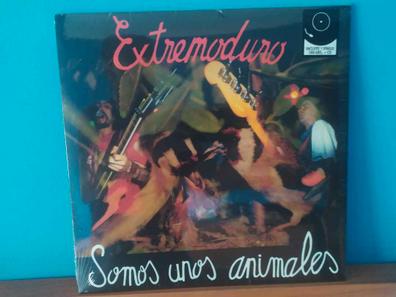 Extremoduro
Somos unos animales